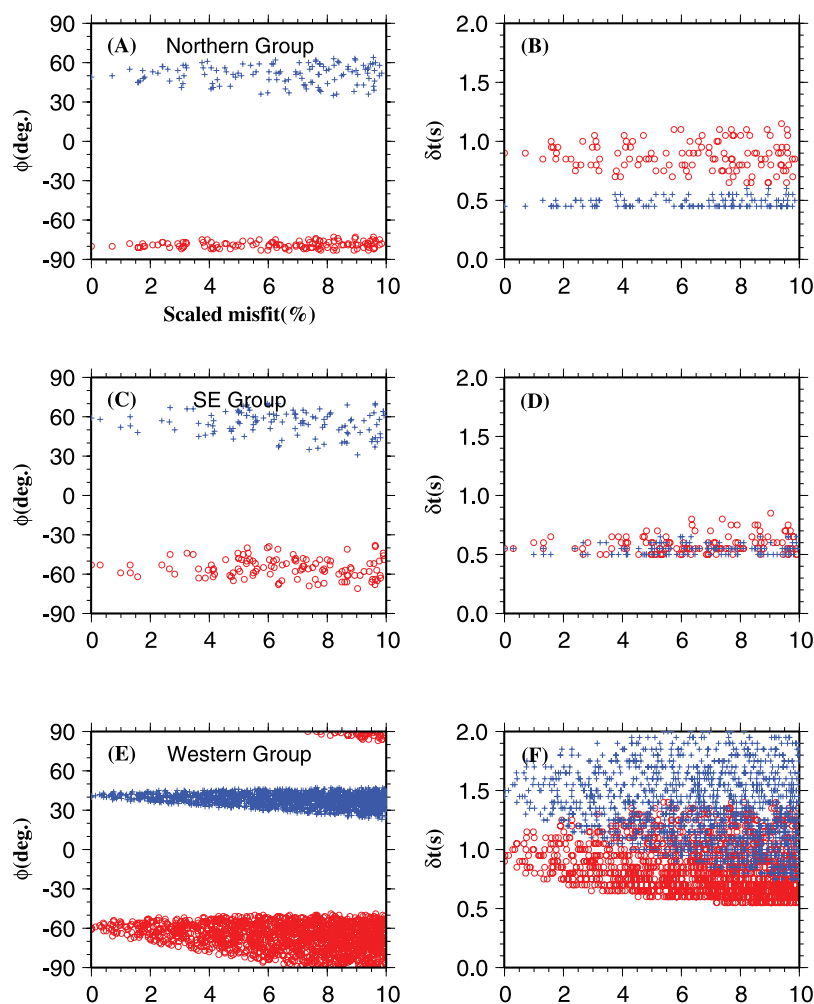 (A) Northern Group
90
60
30
0
-30
-60
-90
ϕ(deg.)
0 2 4 6 8 10
Scaled misfit(%)
(B)
2.0
1.5
1.0
0.5
0.0
δt(s)
0 2 4 6 8 10
(C) SE Group
90
60
30
0
-30
-60
-90
ϕ(deg.)
0 2 4 6 8 10
(D)
2.0
1.5
1.0
0.5
0.0
δt(s)
0 2 4 6 8 10
(E) Western Group
90
60
30
0
-30
-60
-90
ϕ(deg.)
0 2 4 6 8 10
(F)
2.0
1.5
1.0
0.5
0.0
δt(s)
0 2 4 6 8 10